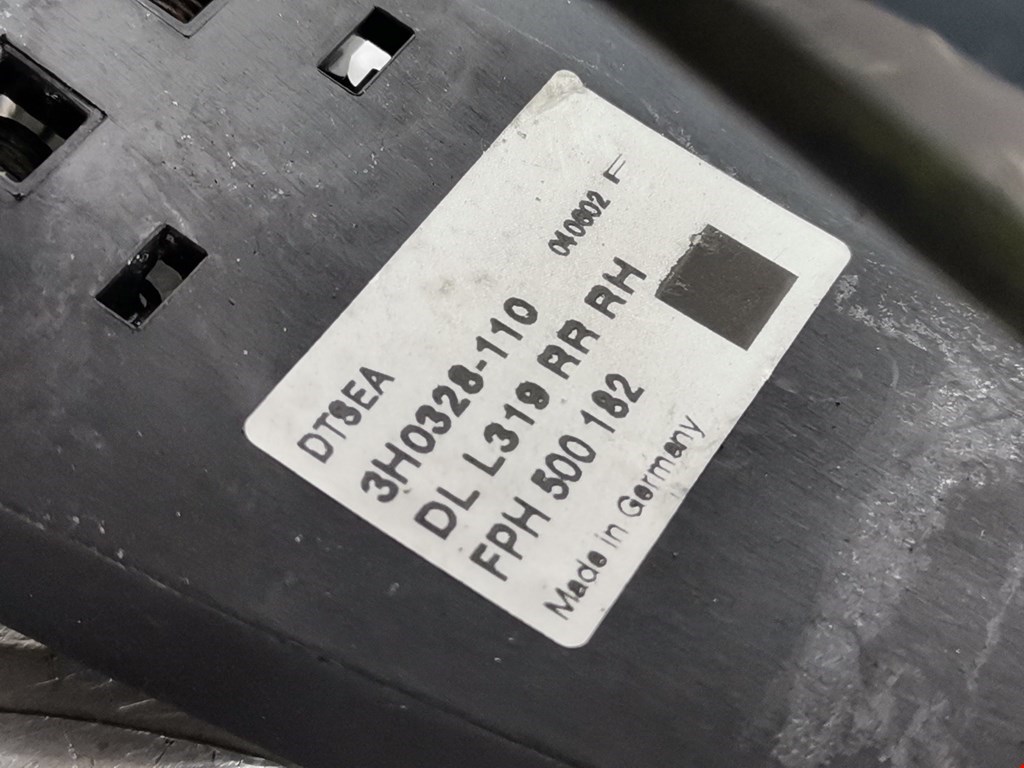 040602 F
DTSEA
3H0328-110
DL L319 RR RH
FPH 500 182
Made in Germany